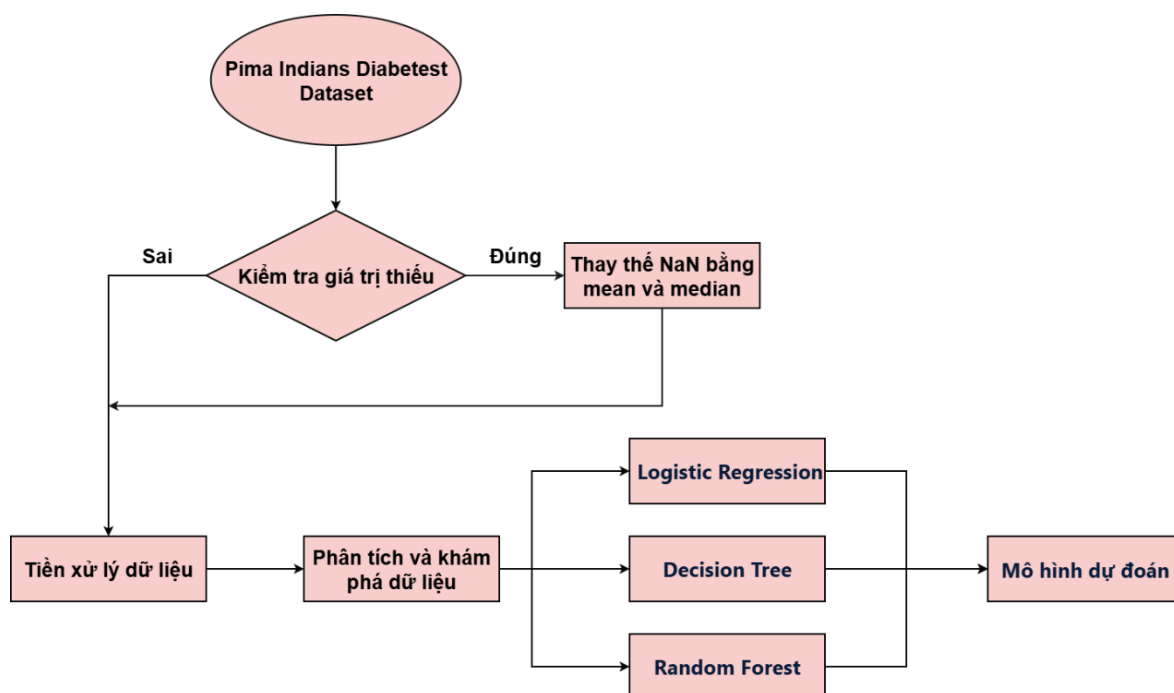 Pima Indians Diabetest
Dataset
Sai
Kiểm tra giá trị thiếu
Đúng
Thay thế NaN bằng
mean và median
Logistic Regression
Tiền xử lý dữ liệu
Phân tích và khám
phá dữ liệu
Decision Tree
Mô hình dự đoán
Random Forest